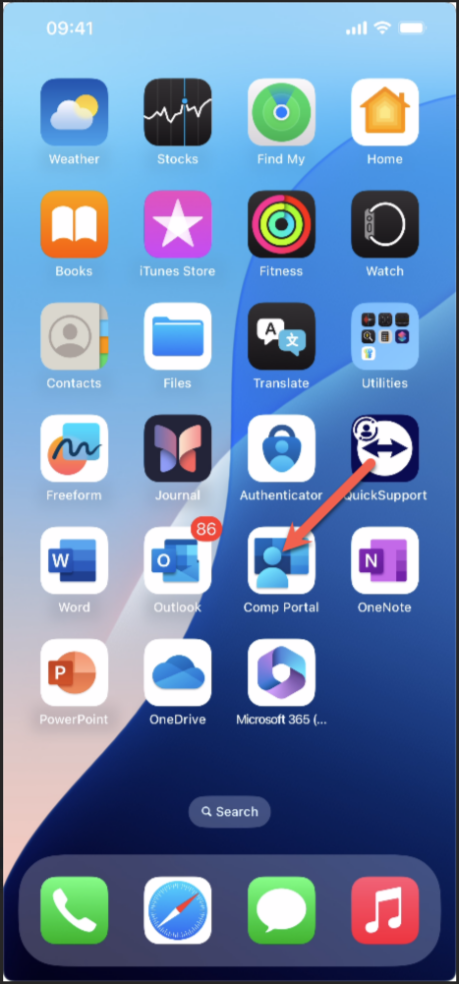 09:41
Weather Stocks Find My Home
Books iTunes Store Fitness Watch
A 文
Contacts Files Translate Utilities
Freeform Journal Authenticator QuickSupport
86
W O N
Word Outlook Comp Portal OneNote
P
PowerPoint OneDrive Microsoft 365 (...
Search